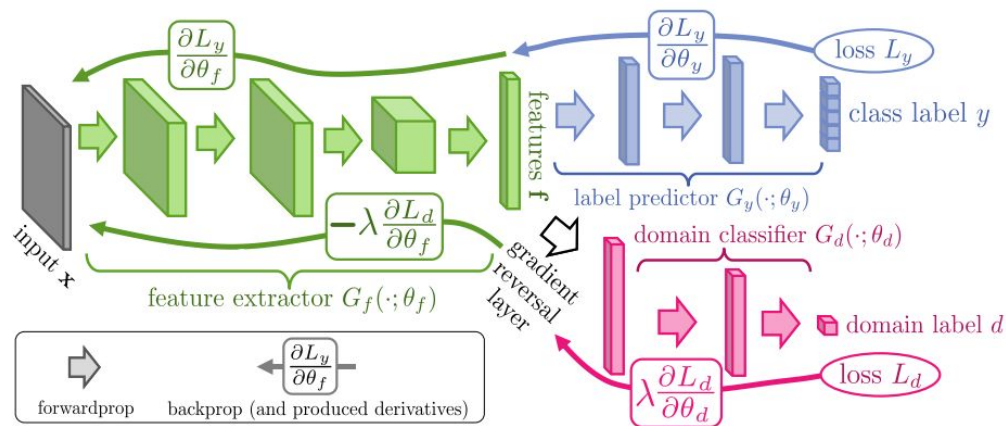 ∂L_y
∂θ_f
∂L_y
∂θ_y
loss L_y
features f
class label y
label predictor G_y(·; θ_y)
input x
−λ ∂L_d
∂θ_f
feature extractor G_f(·; θ_f)
gradient
reversal
layer
domain classifier G_d(·; θ_d)
domain label d
loss L_d
λ ∂L_d
∂θ_d
∂L_y
∂θ_f
forwardprop
backprop (and produced derivatives)